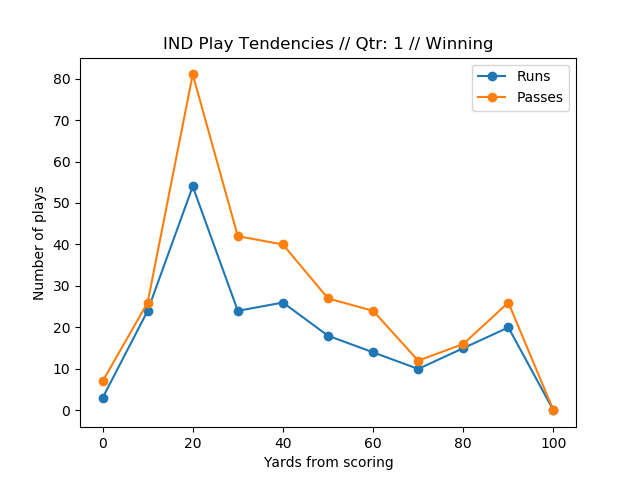 IND Play Tendencies // Qtr: 1 // Winning
Runs
Passes
80
70
60
50
40
30
20
10
0
Number of plays
0 20 40 60 80 100
Yards from scoring